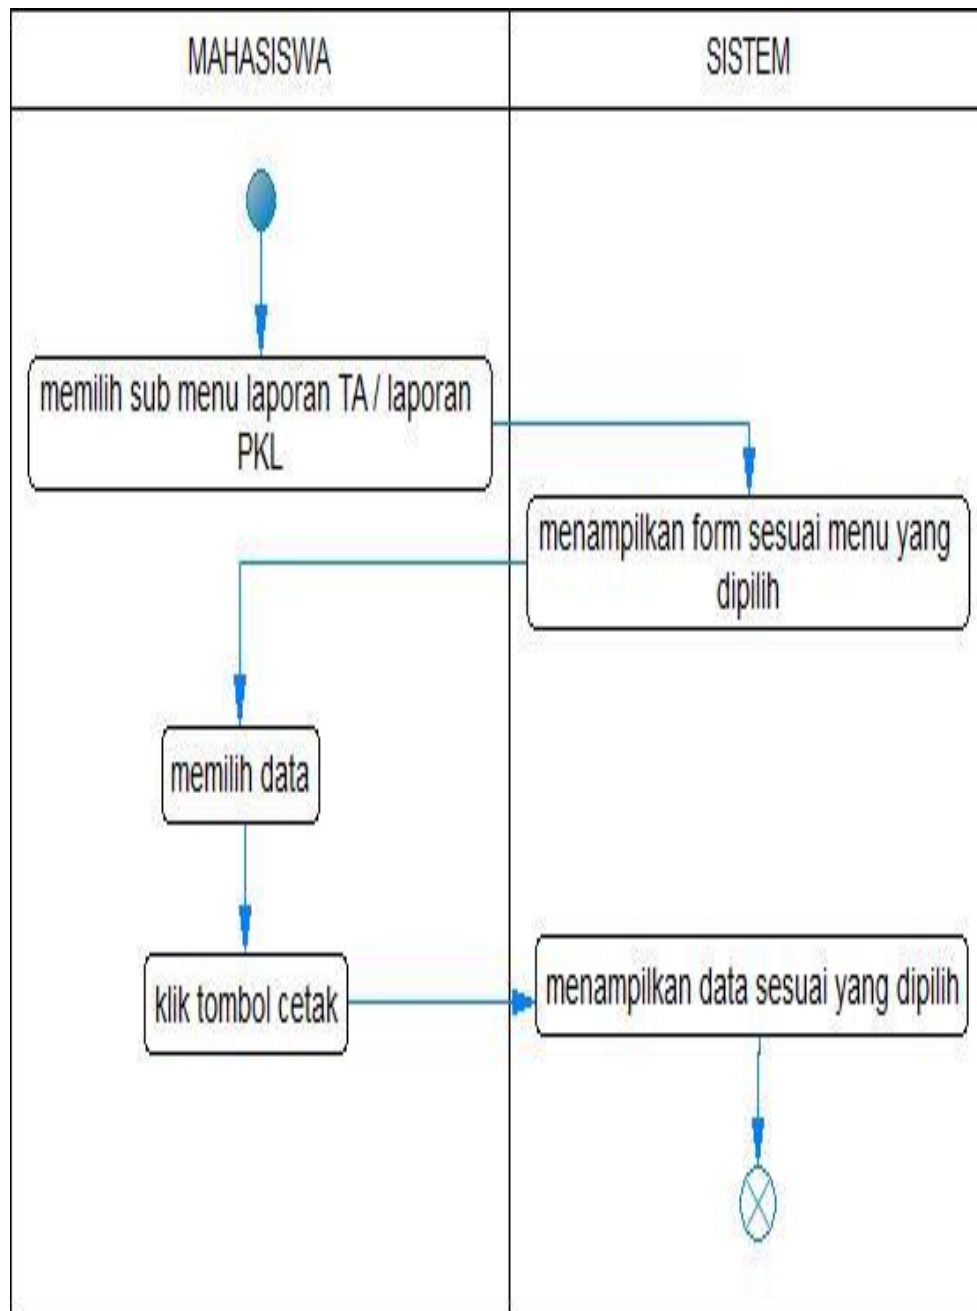 MAHASISWA
SISTEM
memilih sub menu laporan TA / laporan
PKL
menampilkan form sesuai menu yang
dipilih
memilih data
klik tombol cetak
menampilkan data sesuai yang dipilih